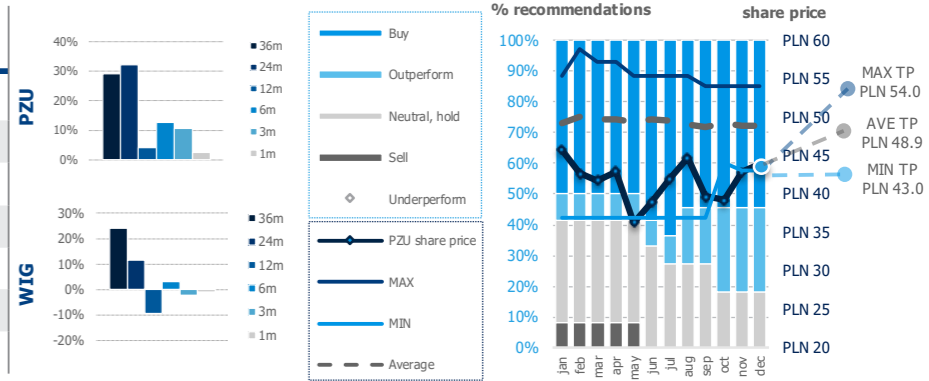 PZU
40%
30%
20%
10%
0%
36m
24m
12m
6m
3m
1m
WIG
30%
20%
10%
0%
-10%
-20%
36m
24m
12m
6m
3m
1m
Buy
Outperform
Neutral, hold
Sell
Underperform
PZU share price
MAX
MIN
Average
% recommendations
share price
100%
90%
80%
70%
60%
50%
40%
30%
20%
10%
0%
PLN 60
PLN 55
PLN 50
PLN 45
PLN 40
PLN 35
PLN 30
PLN 25
PLN 20
jan
feb
mar
apr
may
jun
jul
aug
sep
oct
nov
dec
MAX TP
PLN 54.0
AVE TP
PLN 48.9
MIN TP
PLN 43.0